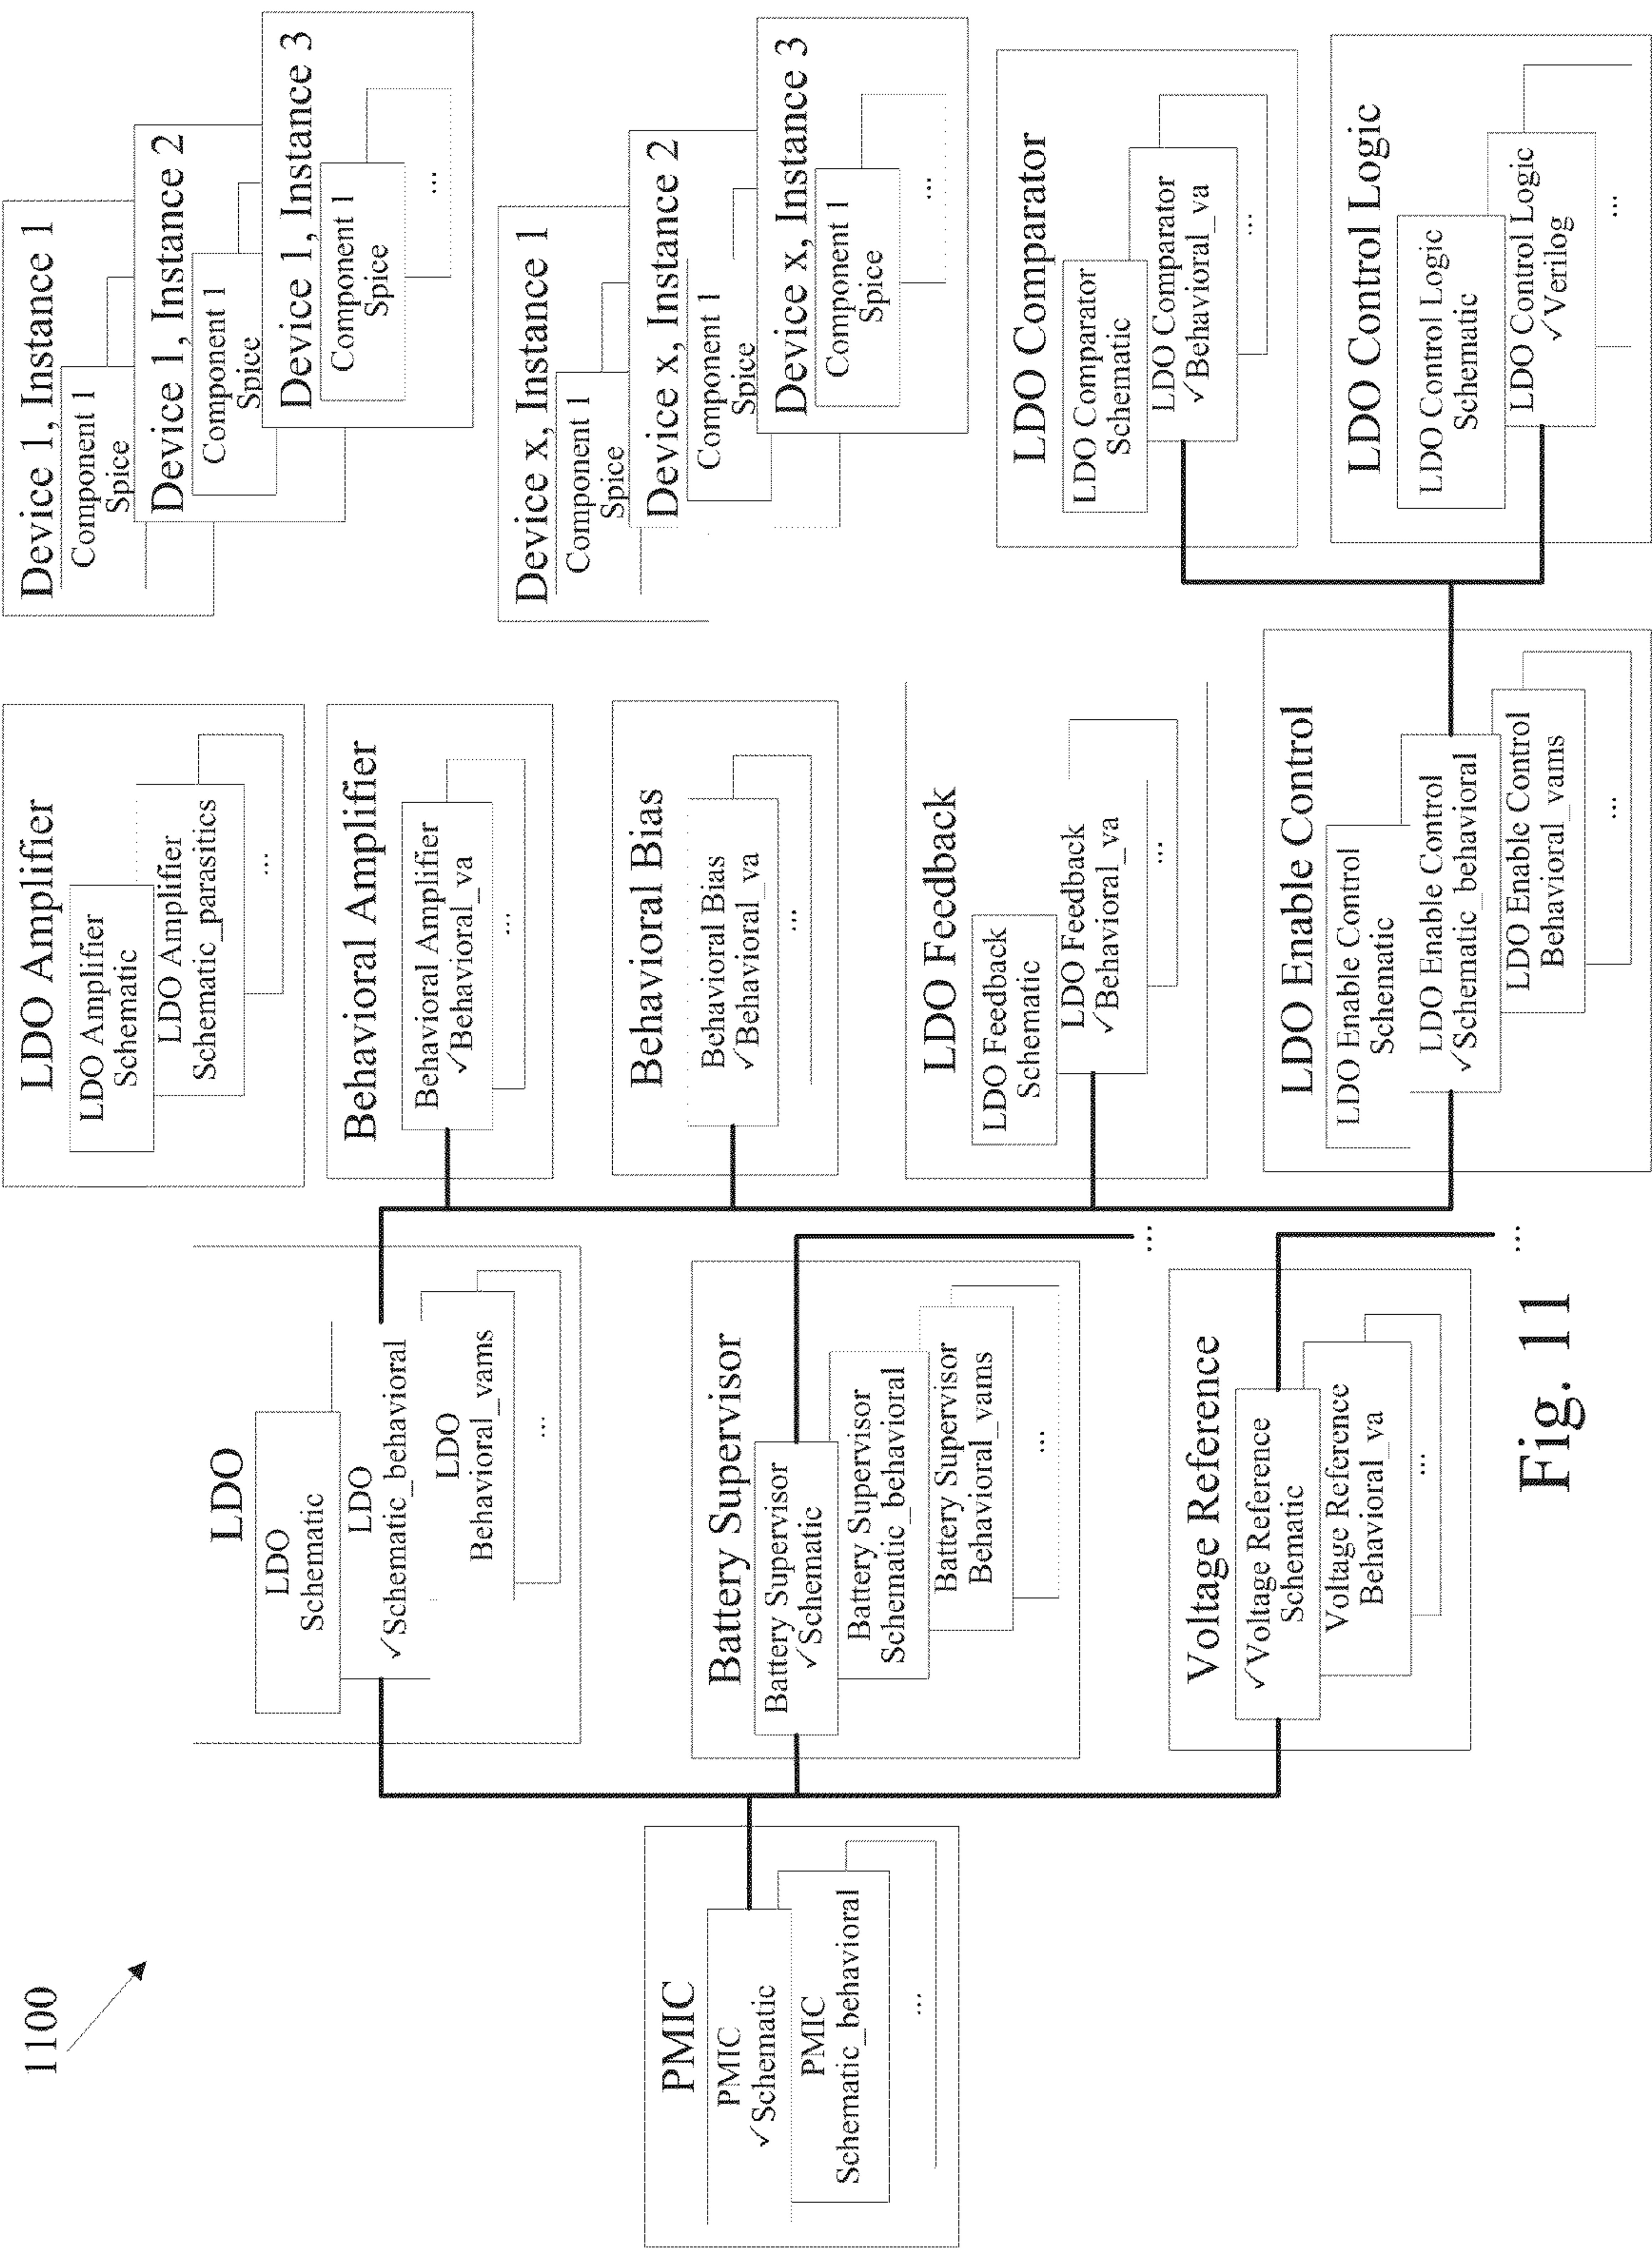 1100
PMIC
PMIC
✓Schematic
PMIC
Schematic_behavioral
...
LDO
LDO
Schematic
LDO
✓Schematic_behavioral
LDO
Behavioral_vams
...
Battery Supervisor
Battery Supervisor
✓Schematic
Battery Supervisor
Schematic_behavioral
Battery Supervisor
Behavioral_vams
...
...
Voltage Reference
✓Voltage Reference
Schematic
Voltage Reference
Behavioral_va
...
...
LDO Amplifier
LDO Amplifier
Schematic
LDO Amplifier
Schematic_parasitics
...
Behavioral Amplifier
Behavioral Amplifier
✓Behavioral_va
...
Behavioral Bias
Behavioral Bias
✓Behavioral_va
...
LDO Feedback
LDO Feedback
Schematic
LDO Feedback
✓Behavioral_va
...
LDO Enable Control
LDO Enable Control
Schematic
LDO Enable Control
✓Schematic_behavioral
LDO Enable Control
Behavioral_vams
...
Device 1, Instance 1
Component 1
Spice
Device 1, Instance 2
Component 1
Spice
Device 1, Instance 3
Component 1
Spice
...
Device x, Instance 1
Component 1
Spice
Device x, Instance 2
Component 1
Spice
Device x, Instance 3
Component 1
Spice
...
LDO Comparator
LDO Comparator
Schematic
LDO Comparator
✓Behavioral_va
...
LDO Control Logic
LDO Control Logic
Schematic
LDO Control Logic
✓Verilog
...
Fig. 11